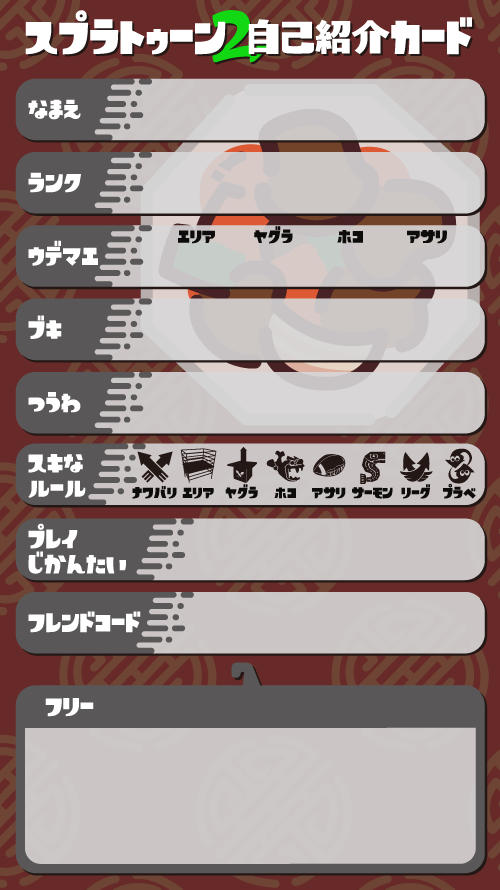 スプラトゥーン2自己紹介カード
なまえ
ランク
ウデマエ
エリア ヤグラ ホコ アサリ
ブキ
つうわ
スキな
ルール
ナワバリ エリア ヤグラ ホコ アサリ サーモン リーグ プラベ
プレイ
じかんたい
フレンドコード
フリー